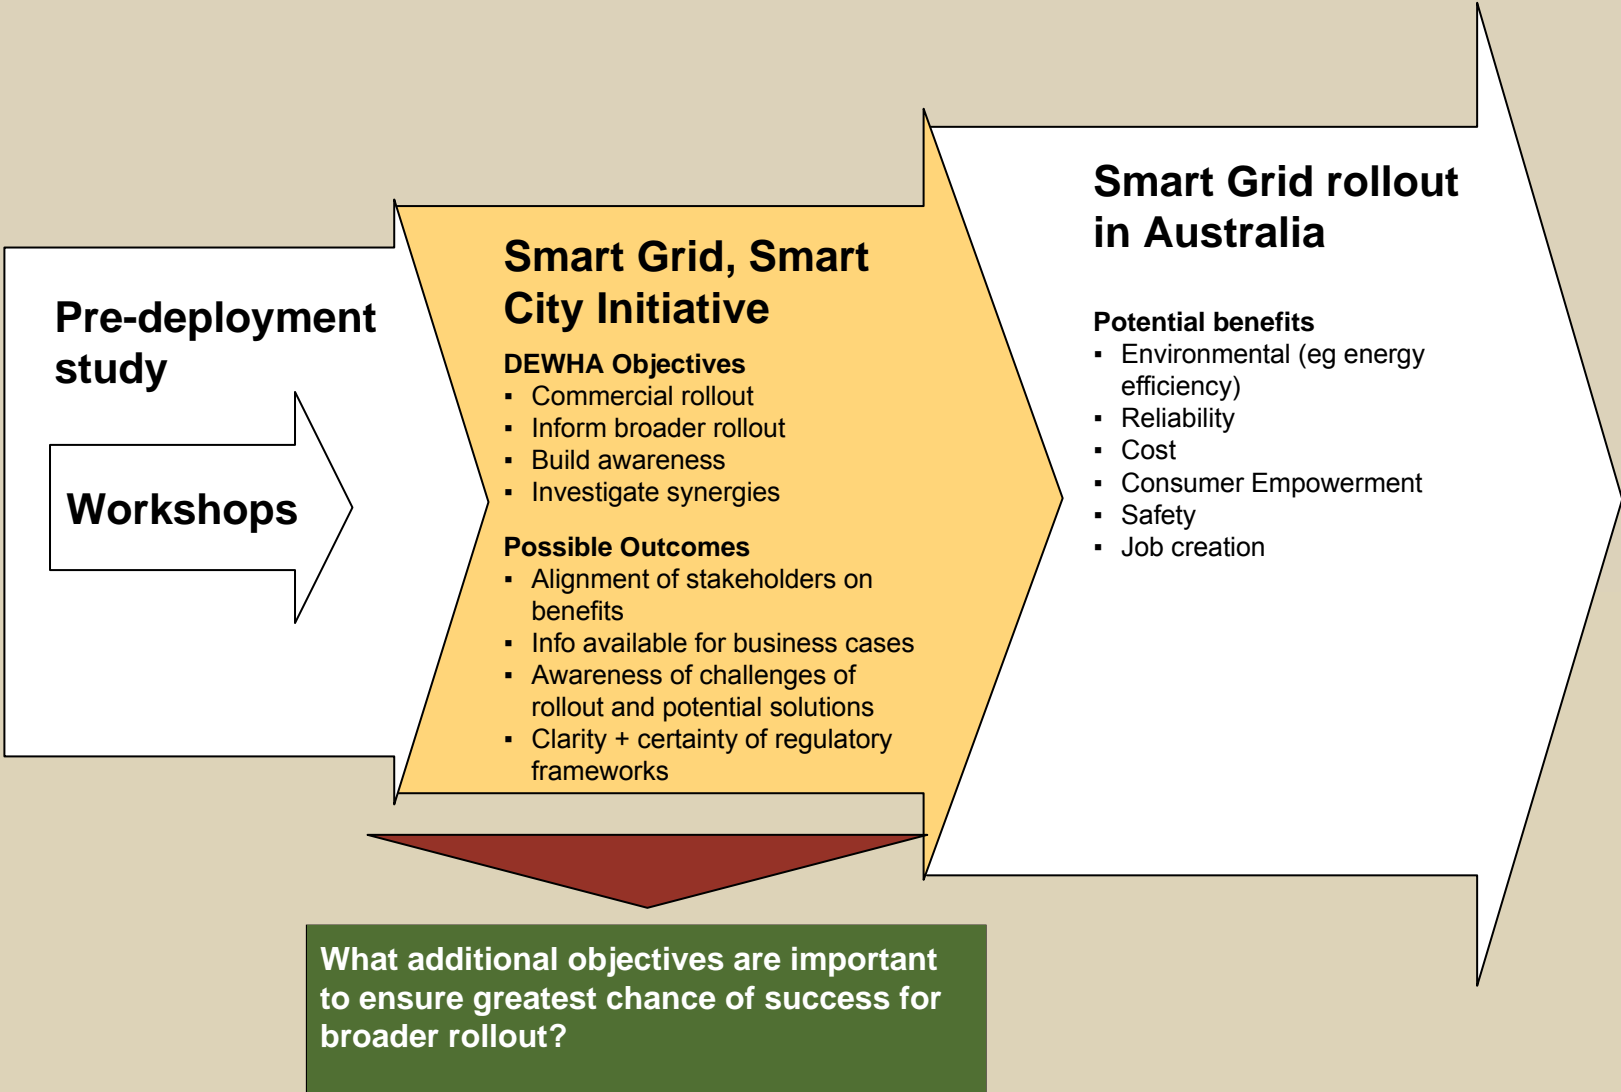 Pre-deployment
study
Workshops
Smart Grid, Smart
City Initiative
DEWHA Objectives
▪ Commercial rollout
▪ Inform broader rollout
▪ Build awareness
▪ Investigate synergies
Possible Outcomes
▪ Alignment of stakeholders on
benefits
▪ Info available for business cases
▪ Awareness of challenges of
rollout and potential solutions
▪ Clarity + certainty of regulatory
frameworks
Smart Grid rollout
in Australia
Potential benefits
▪ Environmental (eg energy
efficiency)
▪ Reliability
▪ Cost
▪ Consumer Empowerment
▪ Safety
▪ Job creation
What additional objectives are important
to ensure greatest chance of success for
broader rollout?